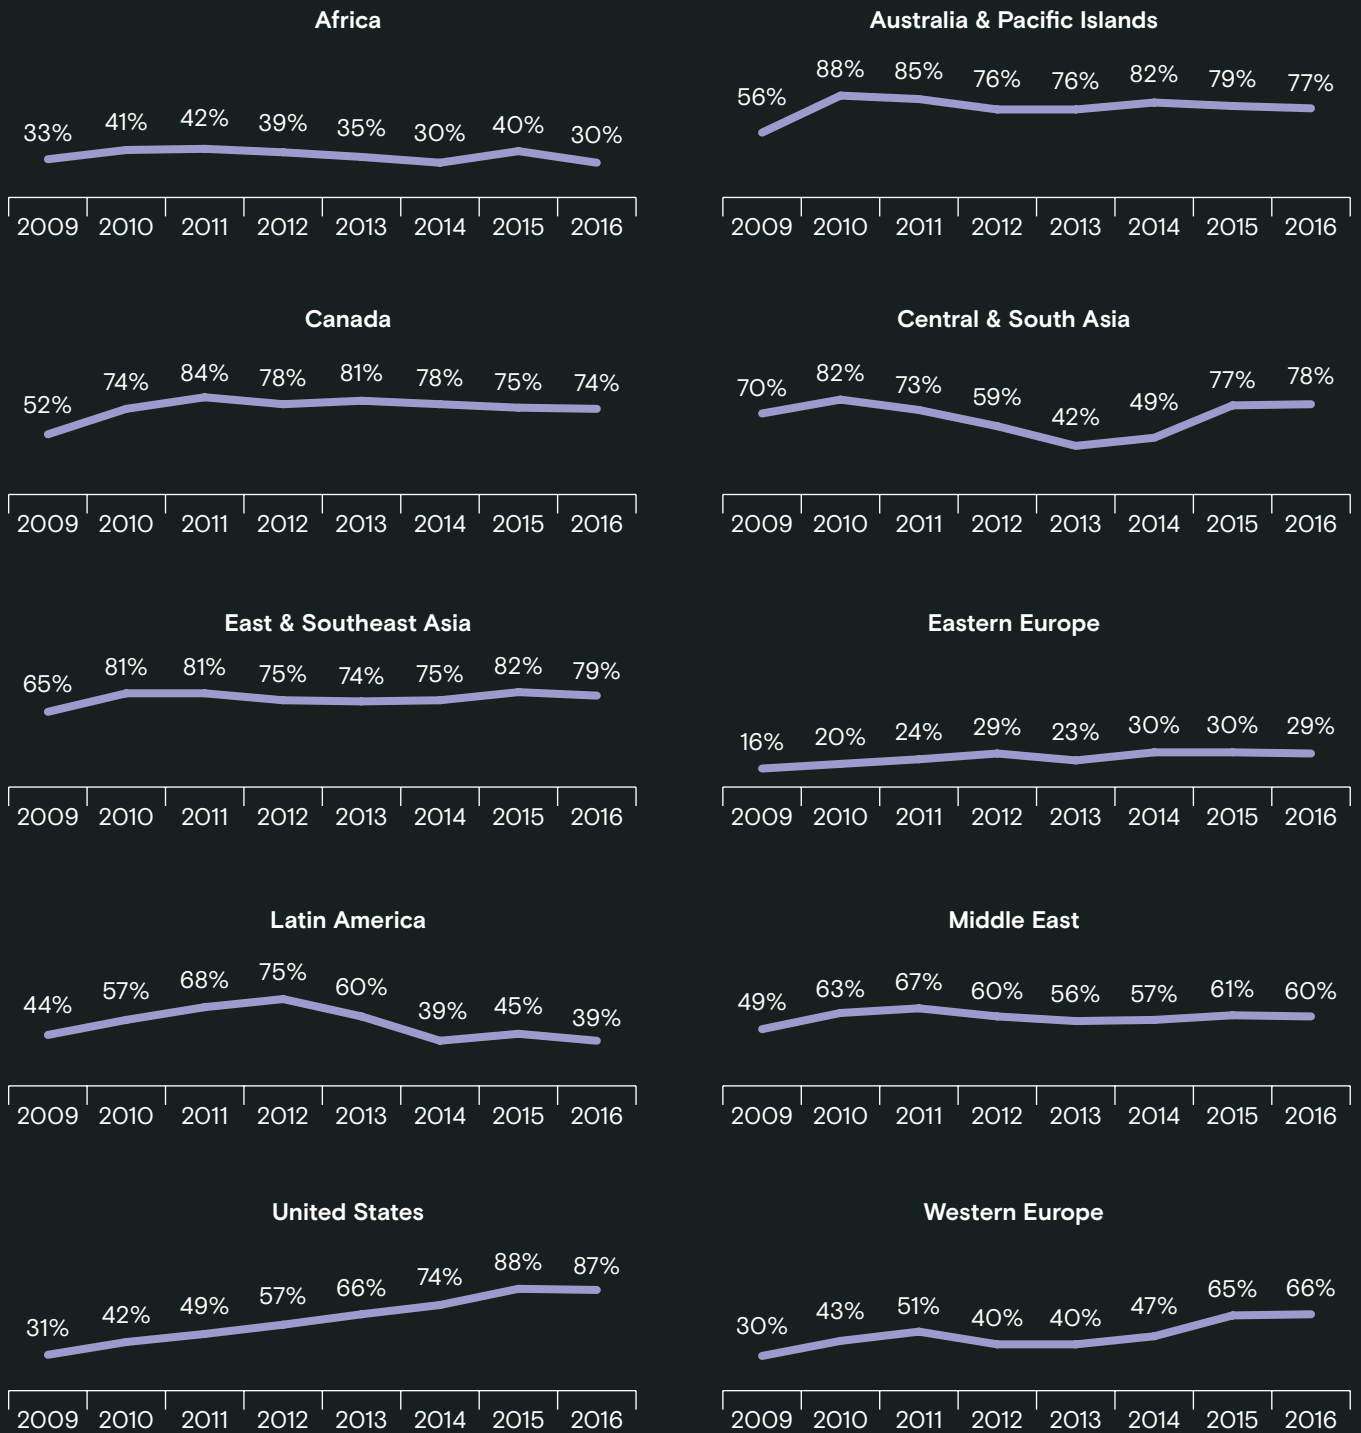 Africa
33% 41% 42% 39% 35% 30% 40% 30%
2009 2010 2011 2012 2013 2014 2015 2016
Australia & Pacific Islands
56% 88% 85% 76% 76% 82% 79% 77%
2009 2010 2011 2012 2013 2014 2015 2016
Canada
52% 74% 84% 78% 81% 78% 75% 74%
2009 2010 2011 2012 2013 2014 2015 2016
Central & South Asia
70% 82% 73% 59% 42% 49% 77% 78%
2009 2010 2011 2012 2013 2014 2015 2016
East & Southeast Asia
65% 81% 81% 75% 74% 75% 82% 79%
2009 2010 2011 2012 2013 2014 2015 2016
Eastern Europe
16% 20% 24% 29% 23% 30% 30% 29%
2009 2010 2011 2012 2013 2014 2015 2016
Latin America
44% 57% 68% 75% 60% 39% 45% 39%
2009 2010 2011 2012 2013 2014 2015 2016
Middle East
49% 63% 67% 60% 56% 57% 61% 60%
2009 2010 2011 2012 2013 2014 2015 2016
United States
31% 42% 49% 57% 66% 74% 88% 87%
2009 2010 2011 2012 2013 2014 2015 2016
Western Europe
30% 43% 51% 40% 40% 47% 65% 66%
2009 2010 2011 2012 2013 2014 2015 2016